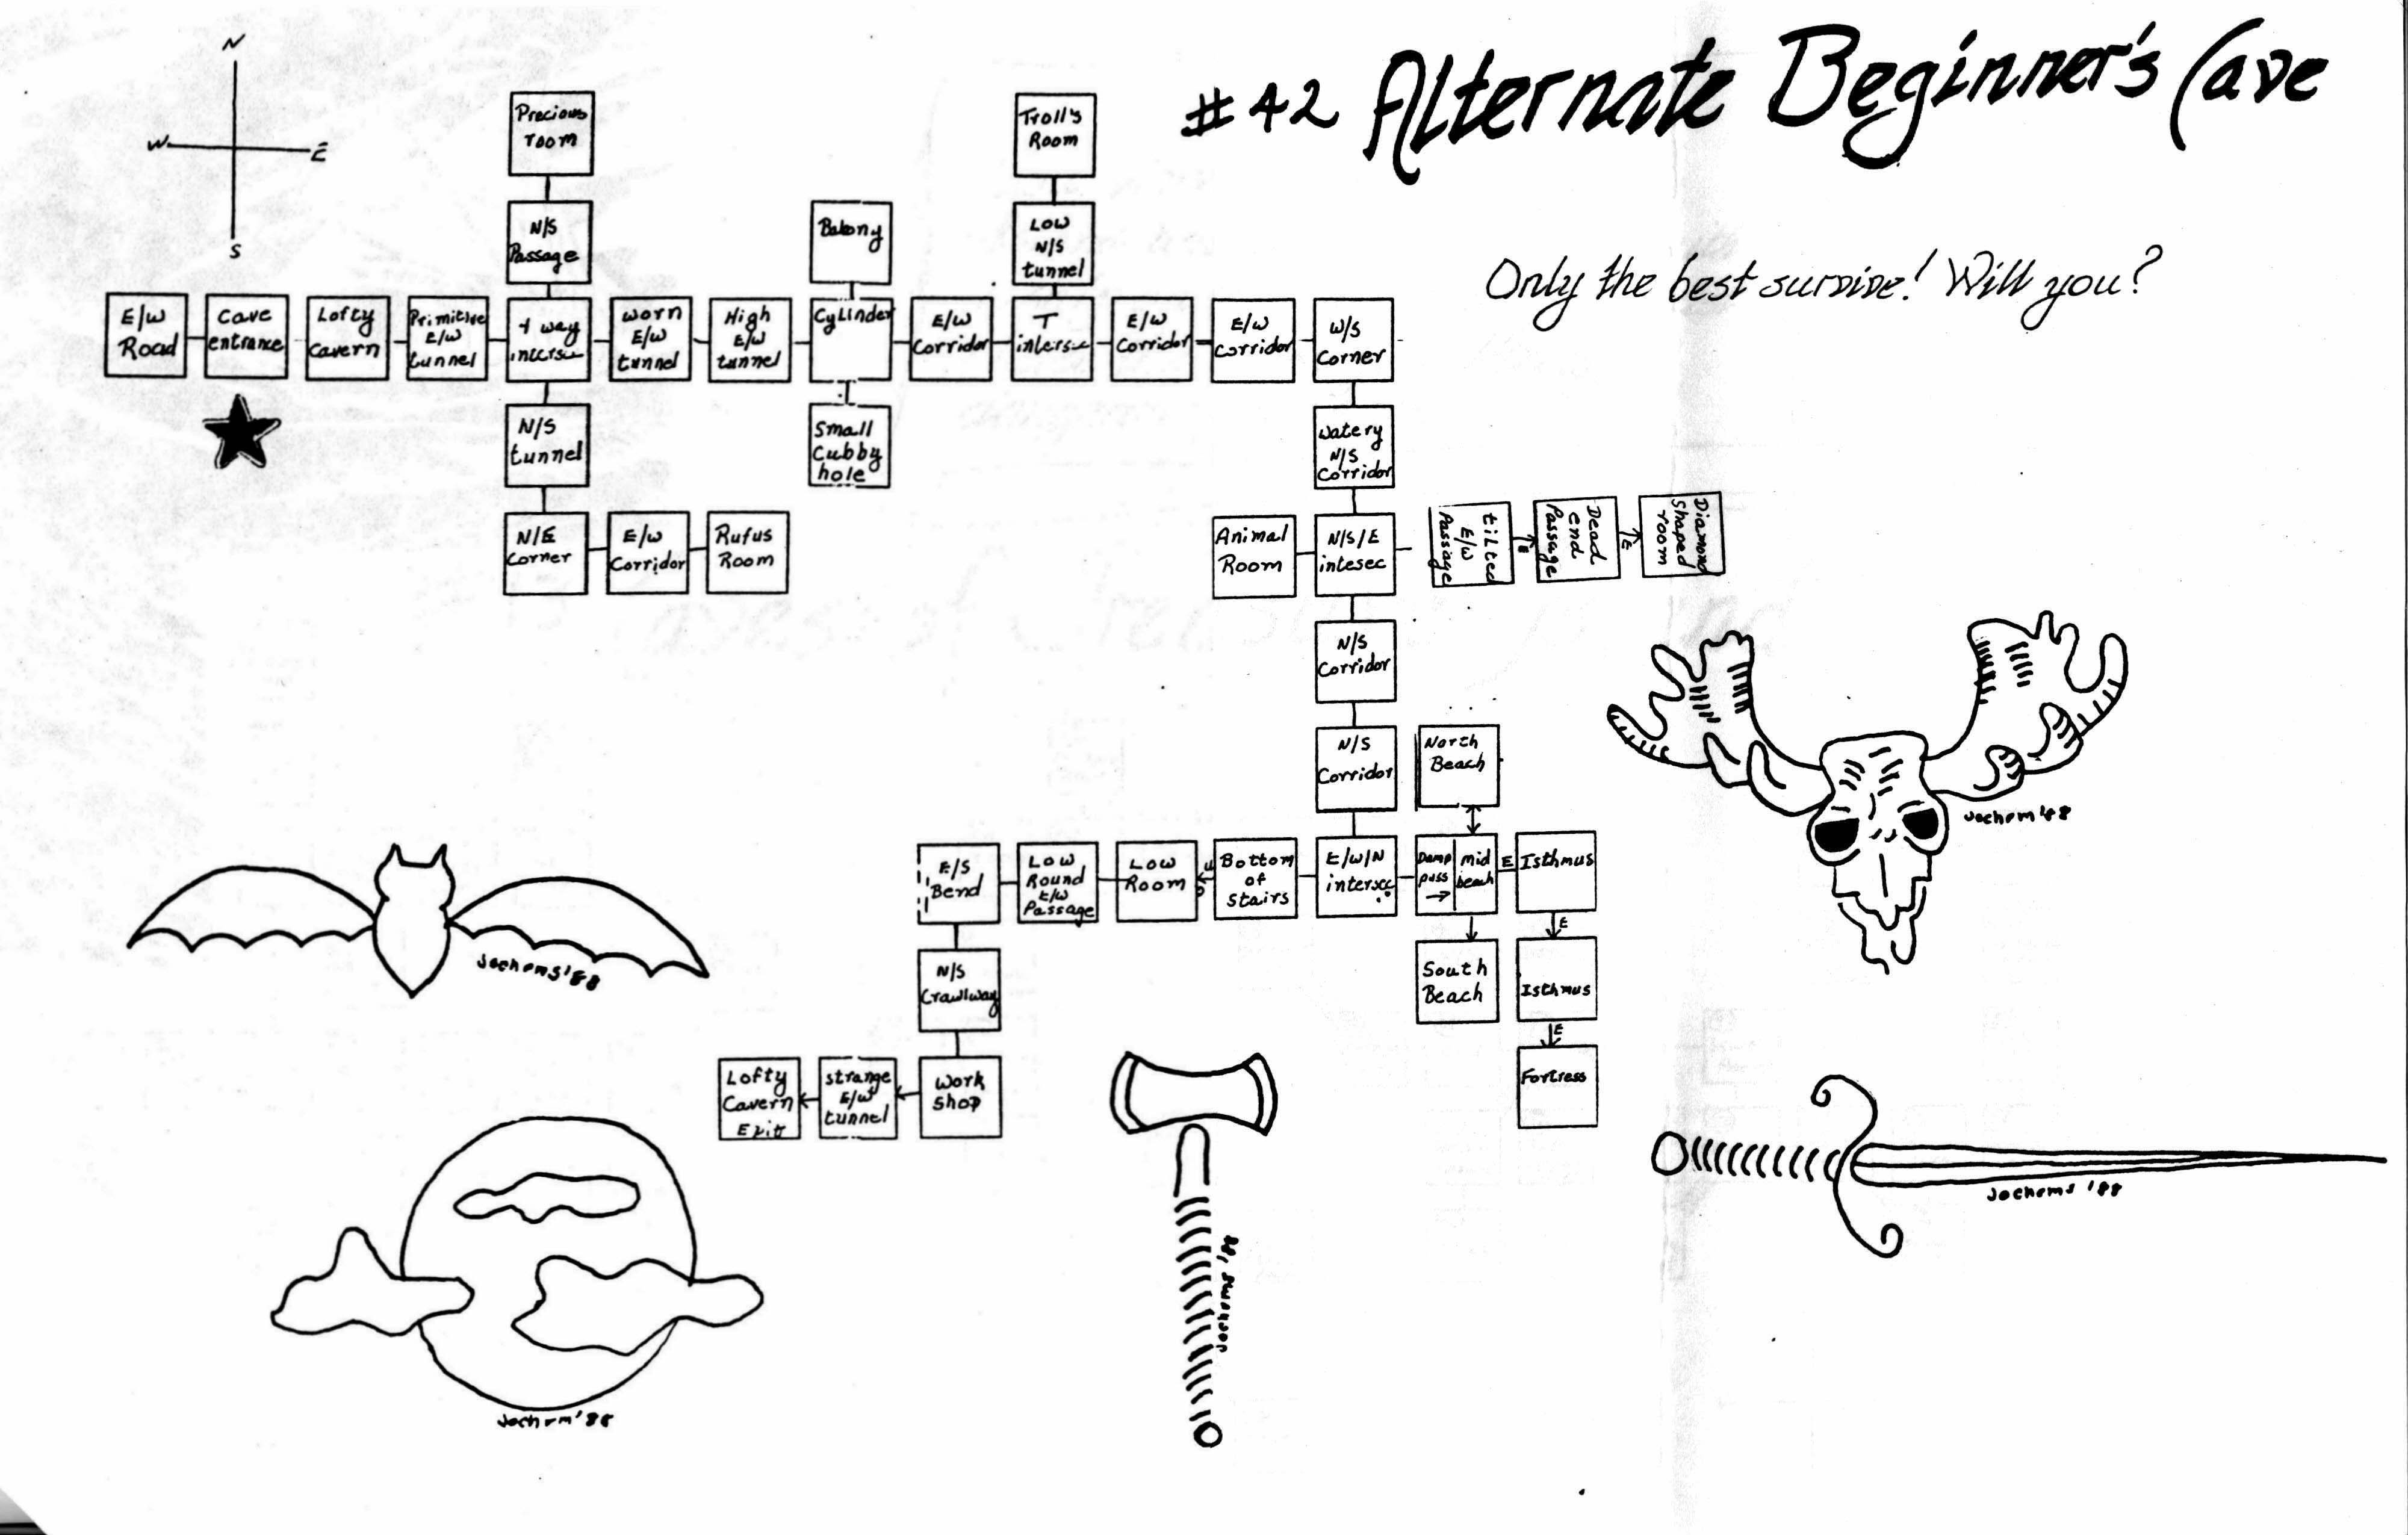 N
W
E
S
#42 Alternate Beginner's Cave
Only the best survive! Will you?
Precious
room
Troll's
Room
N/S
Passage
Balcony
Low
N/S
tunnel
E/W
Road
Cave
entrance
Lofty
cavern
Primitive
E/W
tunnel
4 way
intersec
worn
E/W
tunnel
High
E/W
tunnel
Cylinder
E/W
Corridor
T
intersec
E/W
Corridor
E/W
Corridor
W/S
Corner
N/S
tunnel
Small
Cubby
hole
Watery
N/S
Corridor
N/E
Corner
E/W
Corridor
Rufus
Room
Animal
Room
N/S/E
intesec
tilted
E/W
Passage
E
Dead
end
Passage
E
Diamond
Shaped
room
N/S
Corridor
N/S
Corridor
North
Beach
E/S
Bend
Low
Round
E/W
Passage
Low
Room
U
D
Bottom
of
Stairs
E/W/N
intersec
Damp
pass
mid
beach
E
Isthmus
E
N/S
Crawlway
South
Beach
Isthmus
E
Fortress
Lofty
Cavern
Exit
strange
E/W
tunnel
Work
Shop
Jochem '88
Jochems '88
Jochems '88
Jochems '88
Jochem '88